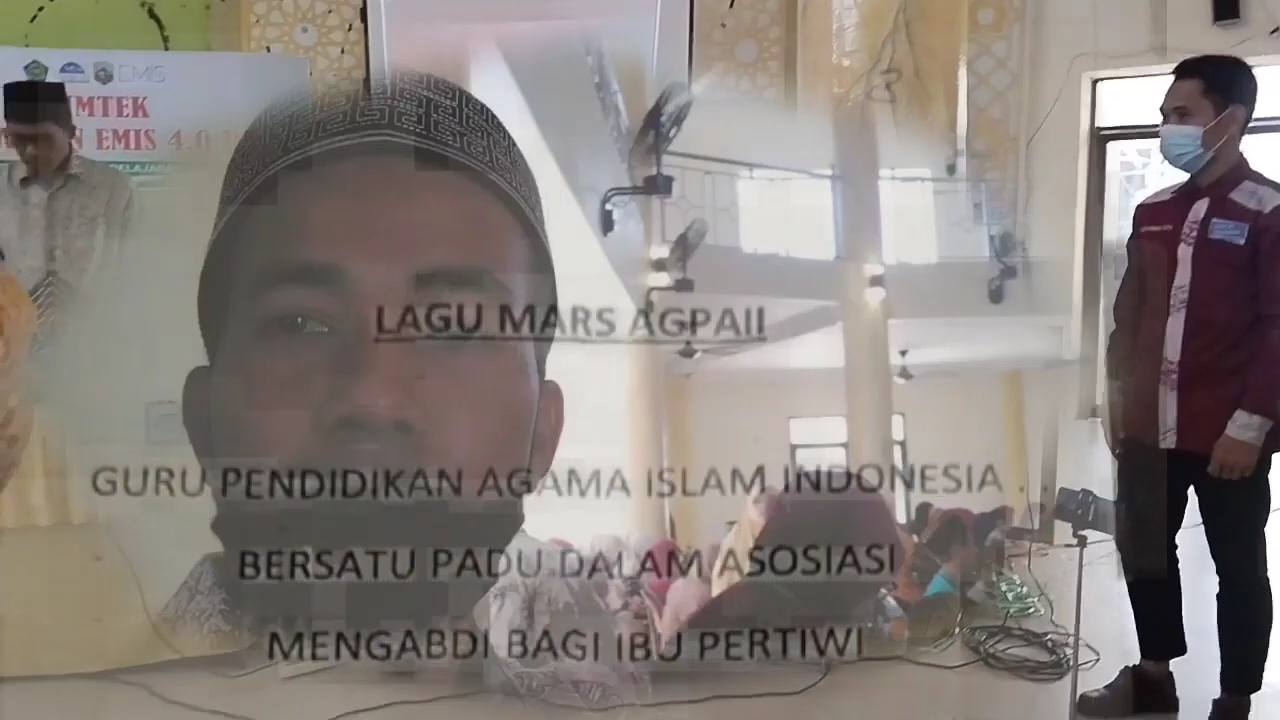 EMIS
IMTEK
EMIS 4.0
LAGU MARS AGPAII
GURU PENDIDIKAN AGAMA ISLAM INDONESIA
BERSATU PADU DALAM ASOSIASI
MENGABDI BAGI IBU PERTIWI